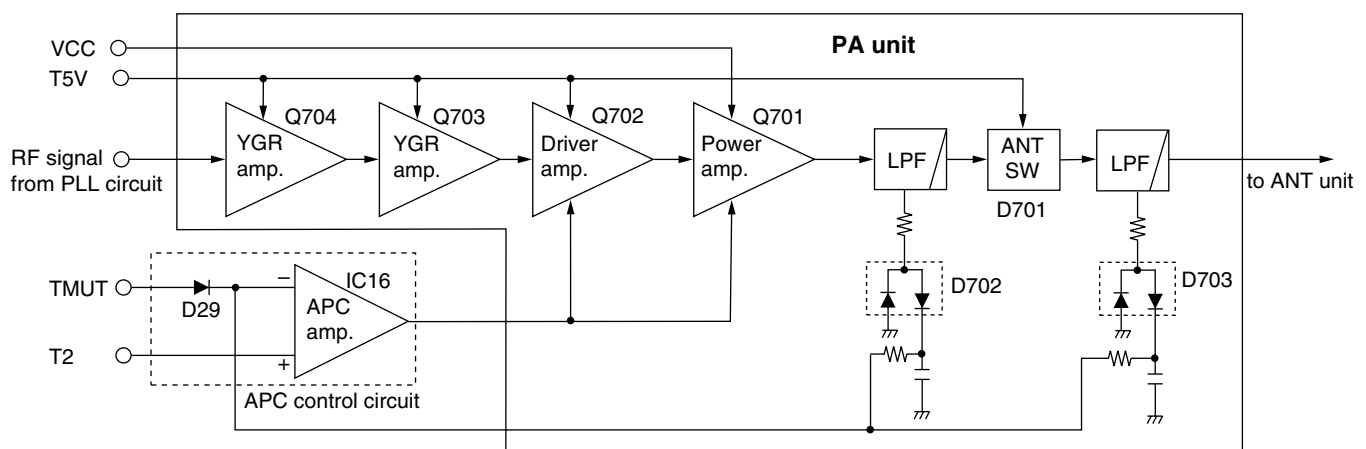 VCC
PA unit
T5V
Q704
Q703
Q702
Q701
YGR
amp.
YGR
amp.
Driver
amp.
Power
amp.
LPF
ANT
SW
LPF
RF signal
from PLL circuit
to ANT unit
D701
TMUT
D29
–
IC16
APC
amp.
D702
D703
T2
+
APC control circuit